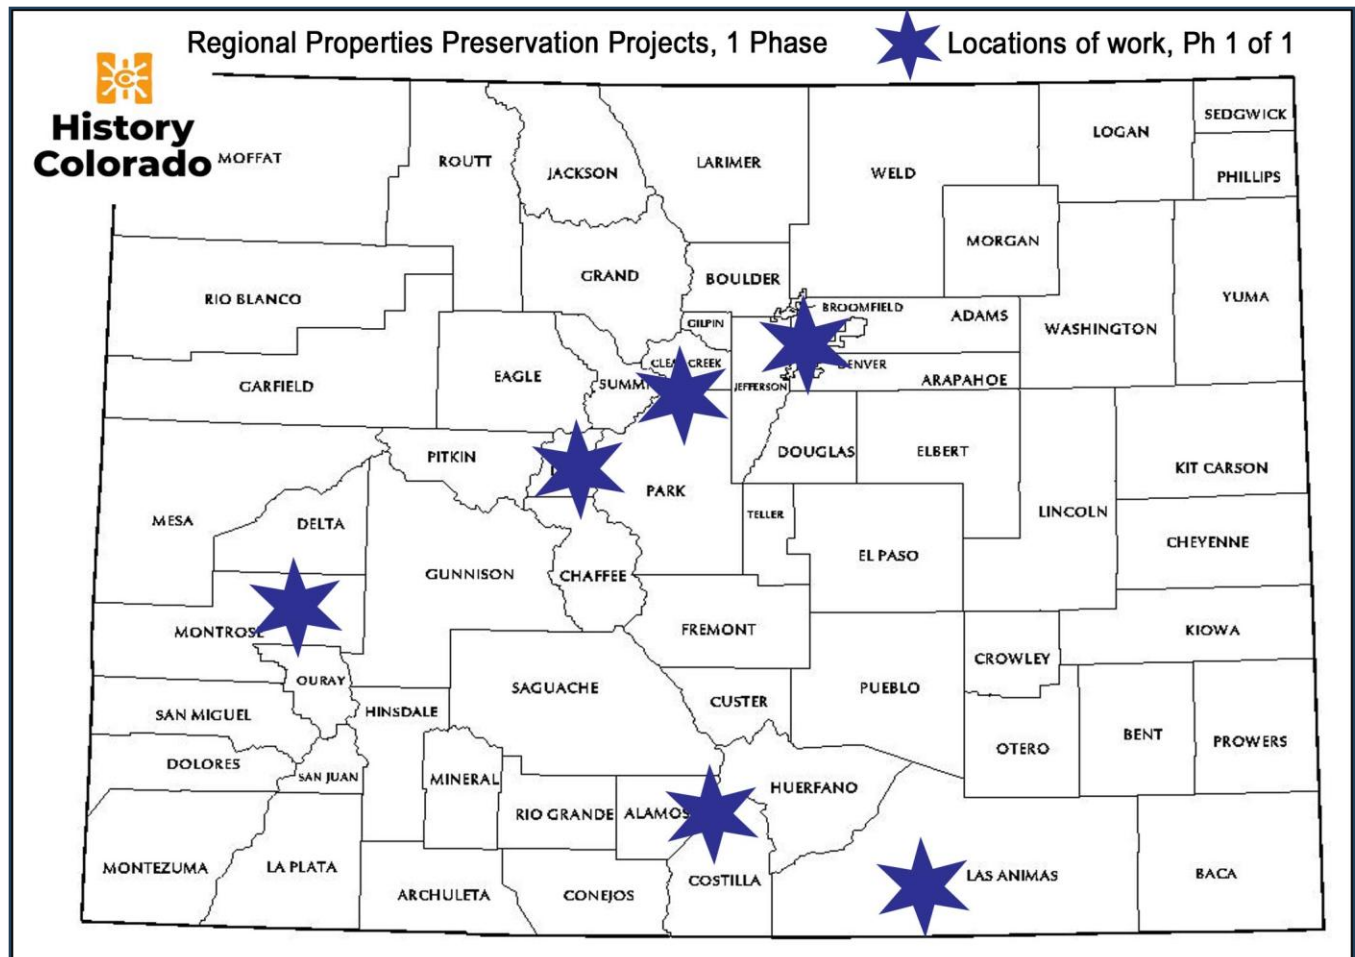 Regional Properties Preservation Projects, 1 Phase
Locations of work, Ph 1 of 1
History
Colorado
MOFFAT
ROUTT
JACKSON
LARIMER
WELD
LOGAN
SEDGWICK
PHILLIPS
MORGAN
GRAND
BOULDER
RIO BLANCO
YUMA
BROOMFIELD
ADAMS
WASHINGTON
GILPIN
CLEAR CREEK
DENVER
EAGLE
SUMM
JEFFERSON
ARAPAHOE
GARFIELD
PITKIN
DOUGLAS
ELBERT
KIT CARSON
PARK
TELLER
LINCOLN
MESA
DELTA
EL PASO
CHEYENNE
GUNNISON
CHAFFEE
MONTROSE
FREMONT
KIOWA
CROWLEY
OURAY
SAGUACHE
CUSTER
PUEBLO
SAN MIGUEL
HINSDALE
BENT
PROWERS
OTERO
DOLORES
SAN JUAN
MINERAL
HUERFANO
RIO GRANDE
ALAMOS
MONTEZUMA
LA PLATA
COSTILLA
LAS ANIMAS
BACA
ARCHULETA
CONEJOS